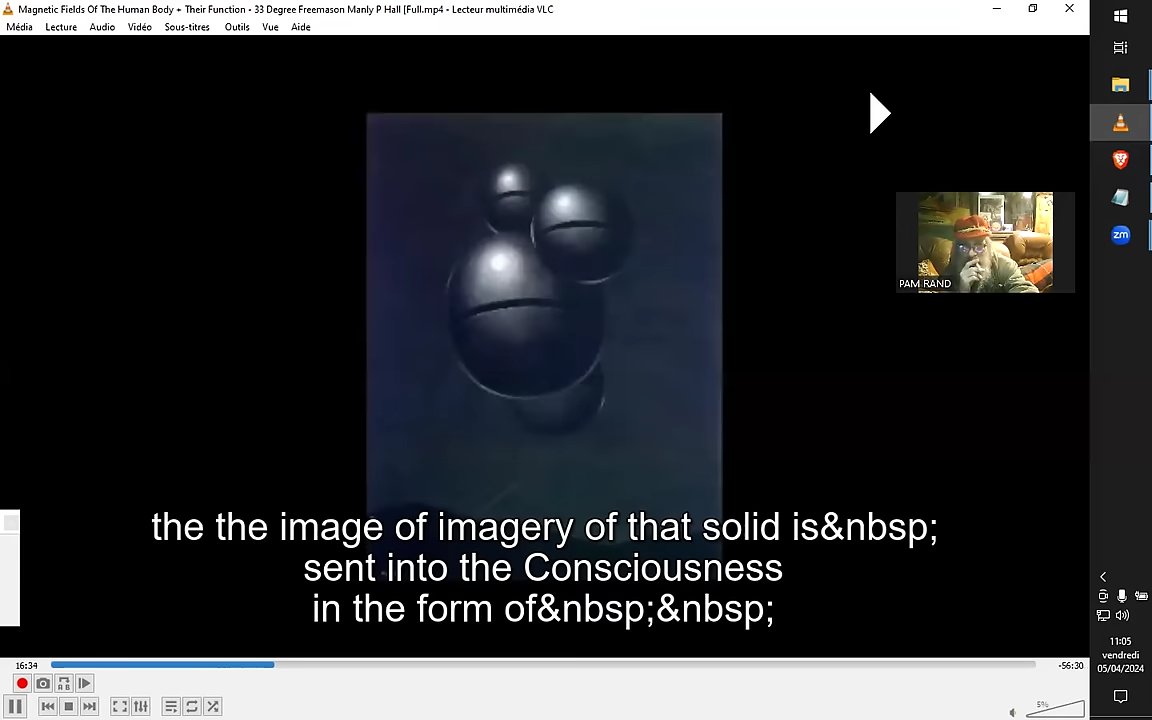 Magnetic Fields Of The Human Body + Their Function - 33 Degree Freemason Manly P Hall [Full.mp4 - Lecteur multimédia VLC
Média Lecture Audio Vidéo Sous-titres Outils Vue Aide
PAM RAND
zm
the the image of imagery of that solid is&nbsp;
sent into the Consciousness
in the form of&nbsp;&nbsp;
16:34
-56:30
5%
11:05
vendredi
05/04/2024